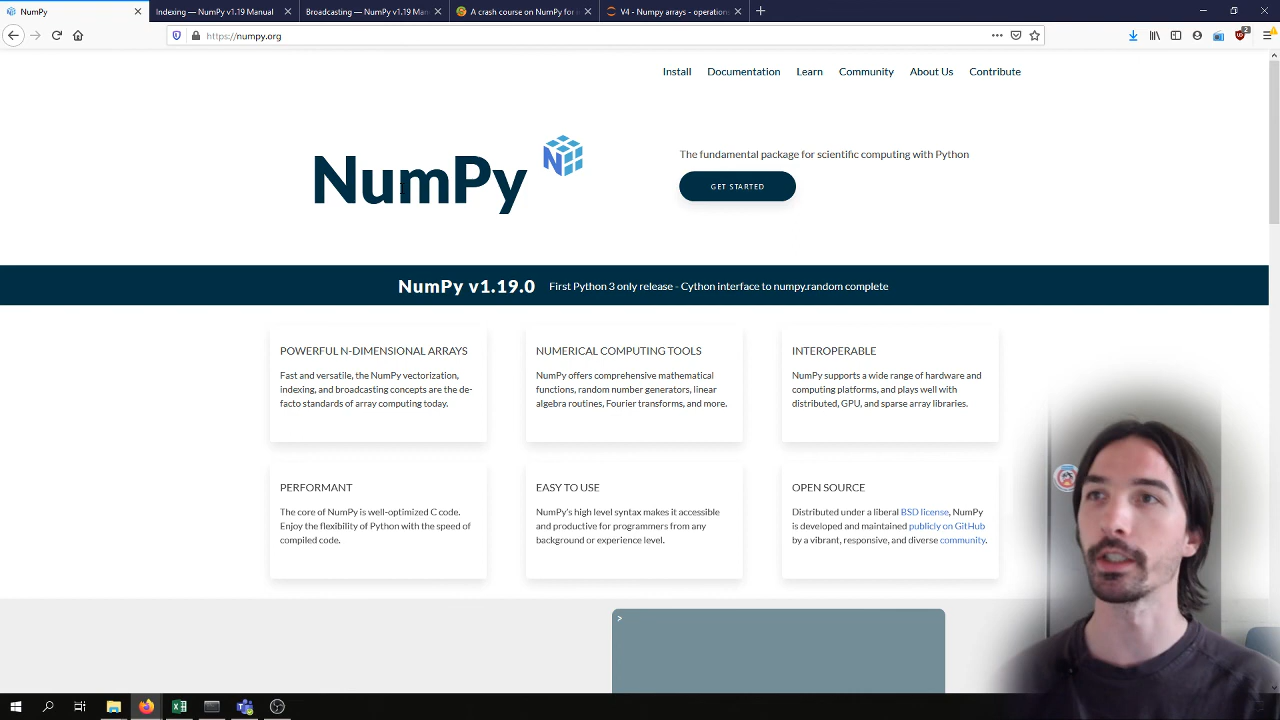 NumPy
Indexing — NumPy v1.19 Manual
Broadcasting — NumPy v1.19 Man
A crash course on NumPy for
V4 - Numpy arrays - operations
https://numpy.org
2
Install
Documentation
Learn
Community
About Us
Contribute
NumPy
The fundamental package for scientific computing with Python
GET STARTED
NumPy v1.19.0 First Python 3 only release - Cython interface to numpy.random complete
POWERFUL N-DIMENSIONAL ARRAYS
Fast and versatile, the NumPy vectorization,
indexing, and broadcasting concepts are the de-
facto standards of array computing today.
NUMERICAL COMPUTING TOOLS
NumPy offers comprehensive mathematical
functions, random number generators, linear
algebra routines, Fourier transforms, and more.
INTEROPERABLE
NumPy supports a wide range of hardware and
computing platforms, and plays well with
distributed, GPU, and sparse array libraries.
PERFORMANT
The core of NumPy is well-optimized C code.
Enjoy the flexibility of Python with the speed of
compiled code.
EASY TO USE
NumPy's high level syntax makes it accessible
and productive for programmers from any
background or experience level.
OPEN SOURCE
Distributed under a liberal BSD license, NumPy
is developed and maintained publicly on GitHub
by a vibrant, responsive, and diverse community.
>